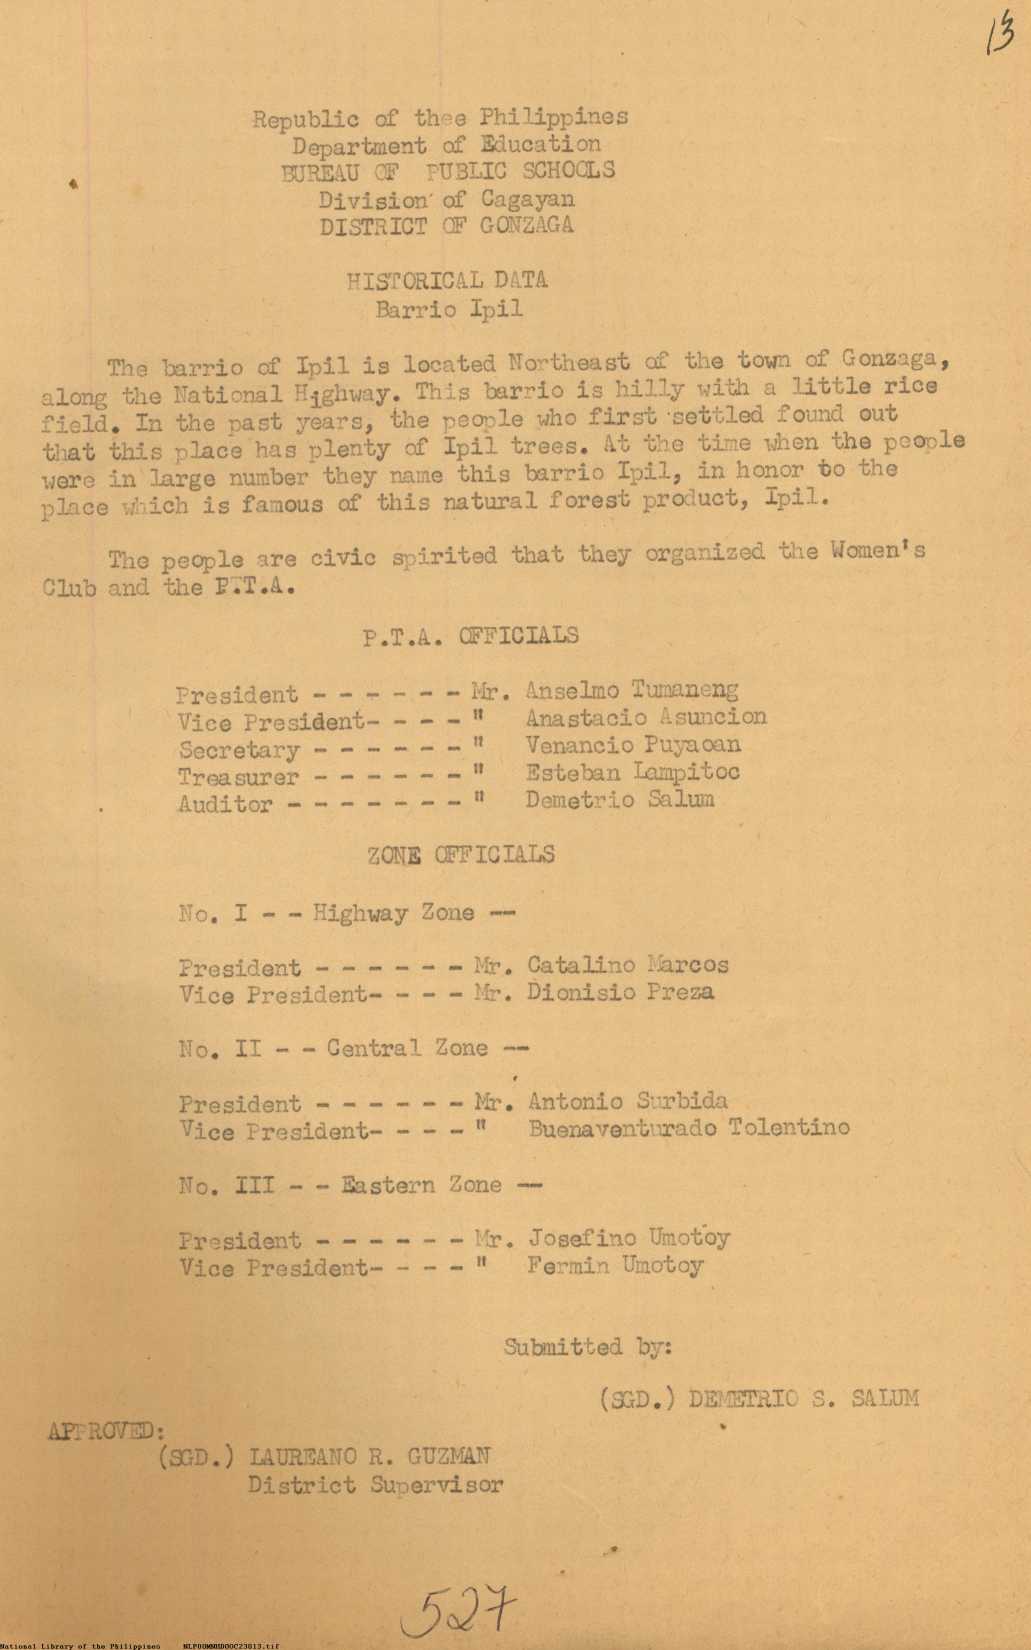 13
Republic of thee Philippines
Department of Education
BUREAU OF PUBLIC SCHOOLS
Division of Cagayan
DISTRICT OF GONZAGA
HISTORICAL DATA
Barrio Ipil
The barrio of Ipil is located Northeast of the town of Gonzaga,
along the National Highway. This barrio is hilly with a little rice
field. In the past years, the people who first settled found out
that this place has plenty of Ipil trees. At the time when the people
were in large number they name this barrio Ipil, in honor to the
place which is famous of this natural forest product, Ipil.
The people are civic spirited that they organized the Women's
Club and the P.T.A.
P.T.A. OFFICIALS
President - - - - - - Mr. Anselmo Tumaneng
Vice President- - - - " Anastacio Asuncion
Secretary - - - - - - " Venancio Puyaoan
Treasurer - - - - - - " Esteban Lampitoc
Auditor - - - - - - - " Demetrio Salum
ZONE OFFICIALS
No. I - - Highway Zone --
President - - - - - - Mr. Catalino Marcos
Vice President- - - - Mr. Dionisio Preza
No. II - - Central Zone --
President - - - - - - Mr. Antonio Surbida
Vice President- - - - " Buenaventurado Tolentino
No. III - - Eastern Zone --
President - - - - - - Mr. Josefino Umotoy
Vice President- - - - " Fermin Umotoy
Submitted by:
(SGD.) DEMETRIO S. SALUM
APPROVED:
(SGD.) LAUREANO R. GUZMAN
District Supervisor
527
National Library of the Philippines